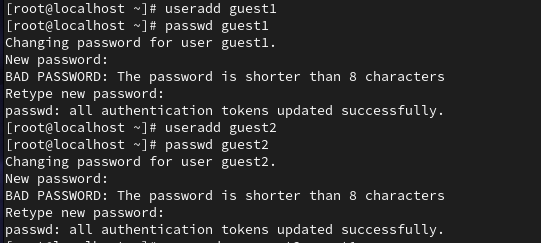 [root@localhost ~]# useradd guest1
[root@localhost ~]# passwd guest1
Changing password for user guest1.
New password:
BAD PASSWORD: The password is shorter than 8 characters
Retype new password:
passwd: all authentication tokens updated successfully.
[root@localhost ~]# useradd guest2
[root@localhost ~]# passwd guest2
Changing password for user guest2.
New password:
BAD PASSWORD: The password is shorter than 8 characters
Retype new password:
passwd: all authentication tokens updated successfully.